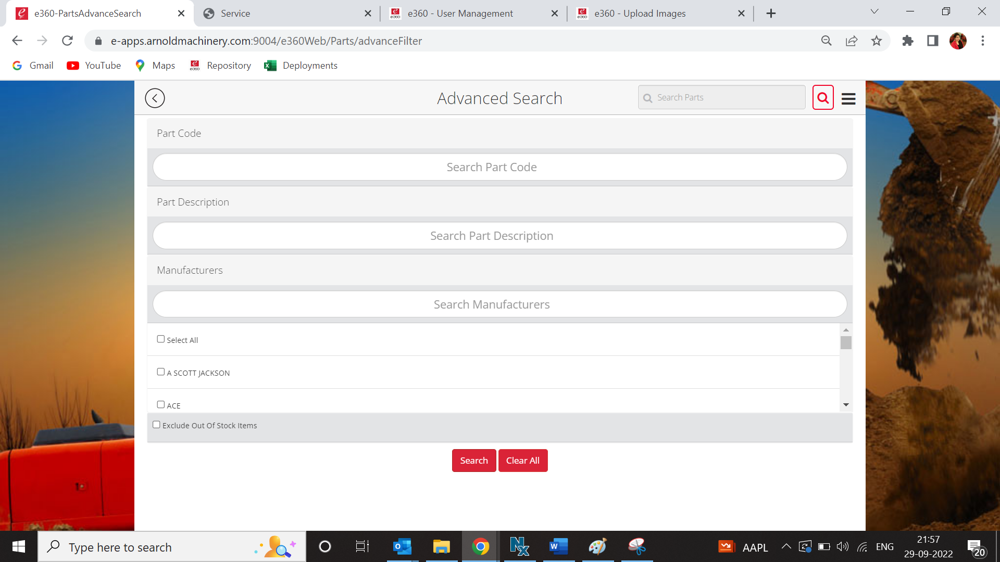 e360-PartsAdvanceSearch
Service
e360 - User Management
e360 - Upload Images
e-apps.arnoldmachinery.com:9004/e360Web/Parts/advanceFilter
Gmail
YouTube
Maps
Repository
Deployments
Advanced Search
Search Parts
Part Code
Search Part Code
Part Description
Search Part Description
Manufacturers
Search Manufacturers
Select All
A SCOTT JACKSON
ACE
Exclude Out Of Stock Items
Search
Clear All
Type here to search
AAPL
ENG
21:57
29-09-2022
20